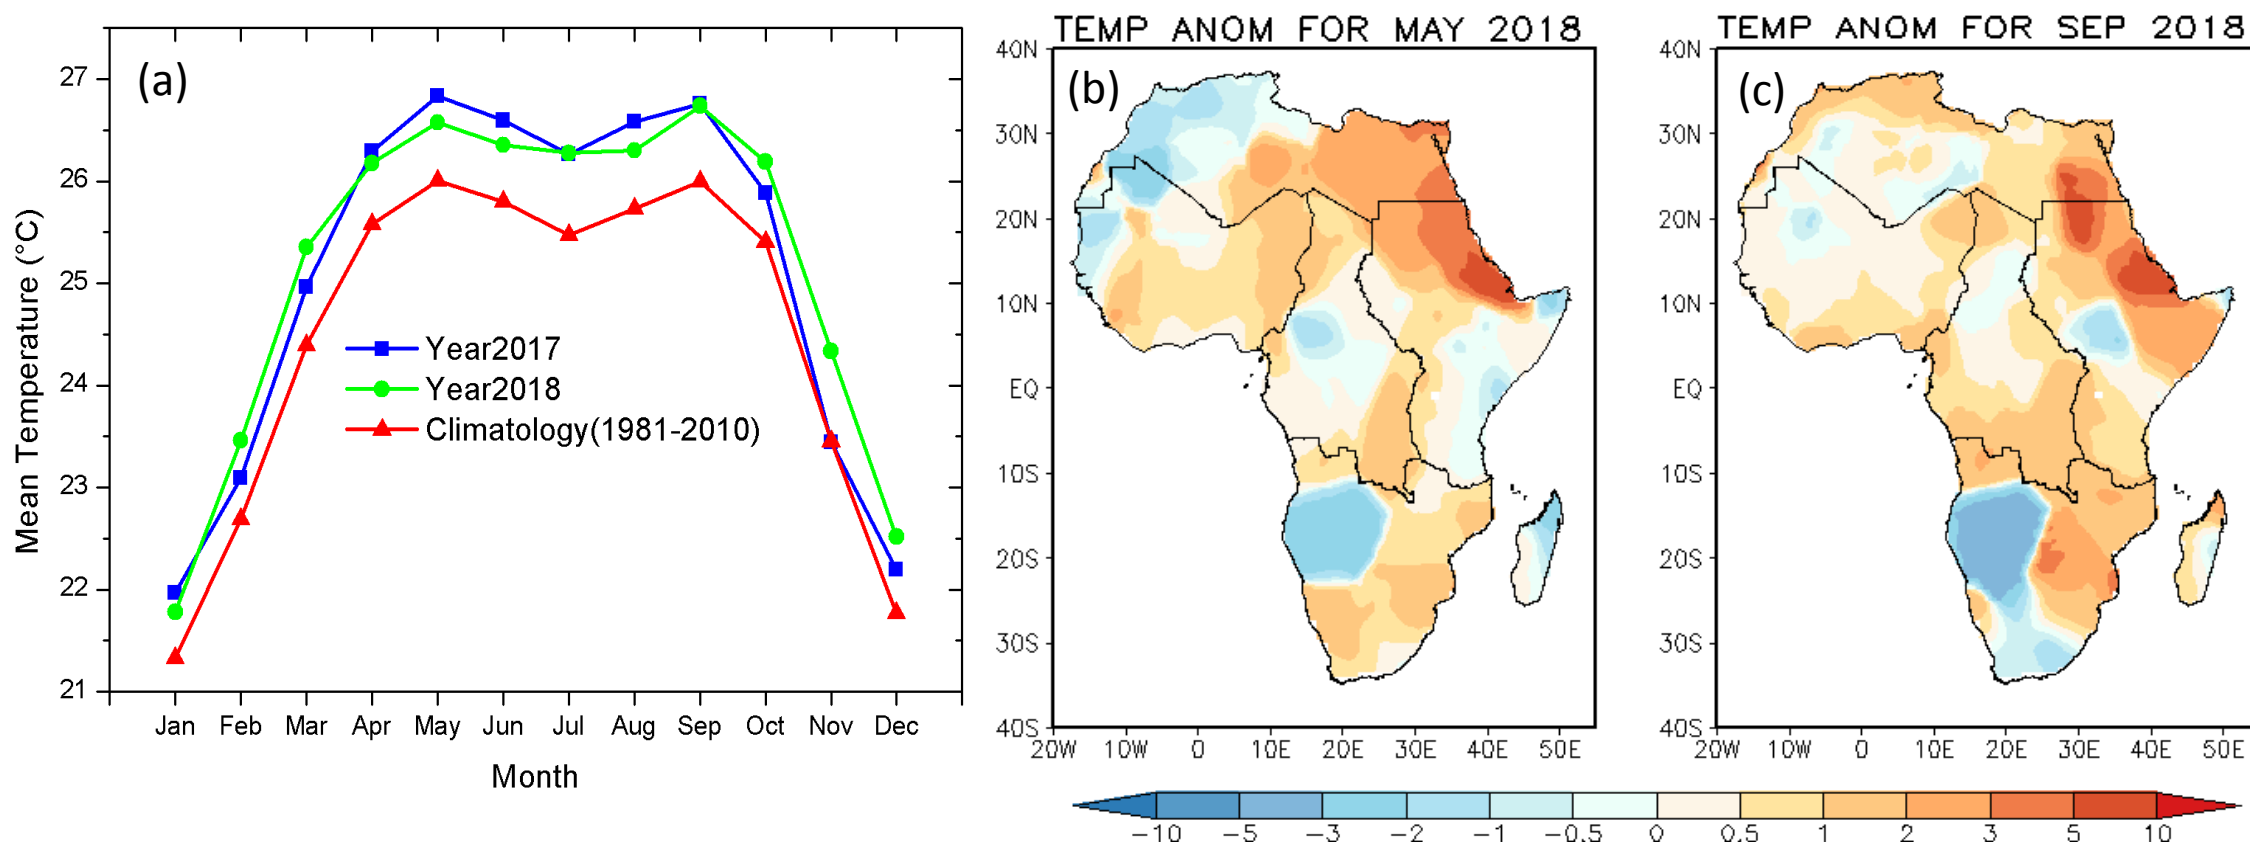 (a)
27
26
25
24
23
22
21
Mean Temperature (°C)
Year2017
Year2018
Climatology(1981-2010)
Jan Feb Mar Apr May Jun Jul Aug Sep Oct Nov Dec
Month
TEMP ANOM FOR MAY 2018
(b)
40N
30N
20N
10N
EQ
10S
20S
30S
40S
20W 10W 0 10E 20E 30E 40E 50E
TEMP ANOM FOR SEP 2018
(c)
40N
30N
20N
10N
EQ
10S
20S
30S
40S
20W 10W 0 10E 20E 30E 40E 50E
-10 -5 -3 -2 -1 -0.5 0 0.5 1 2 3 5 10